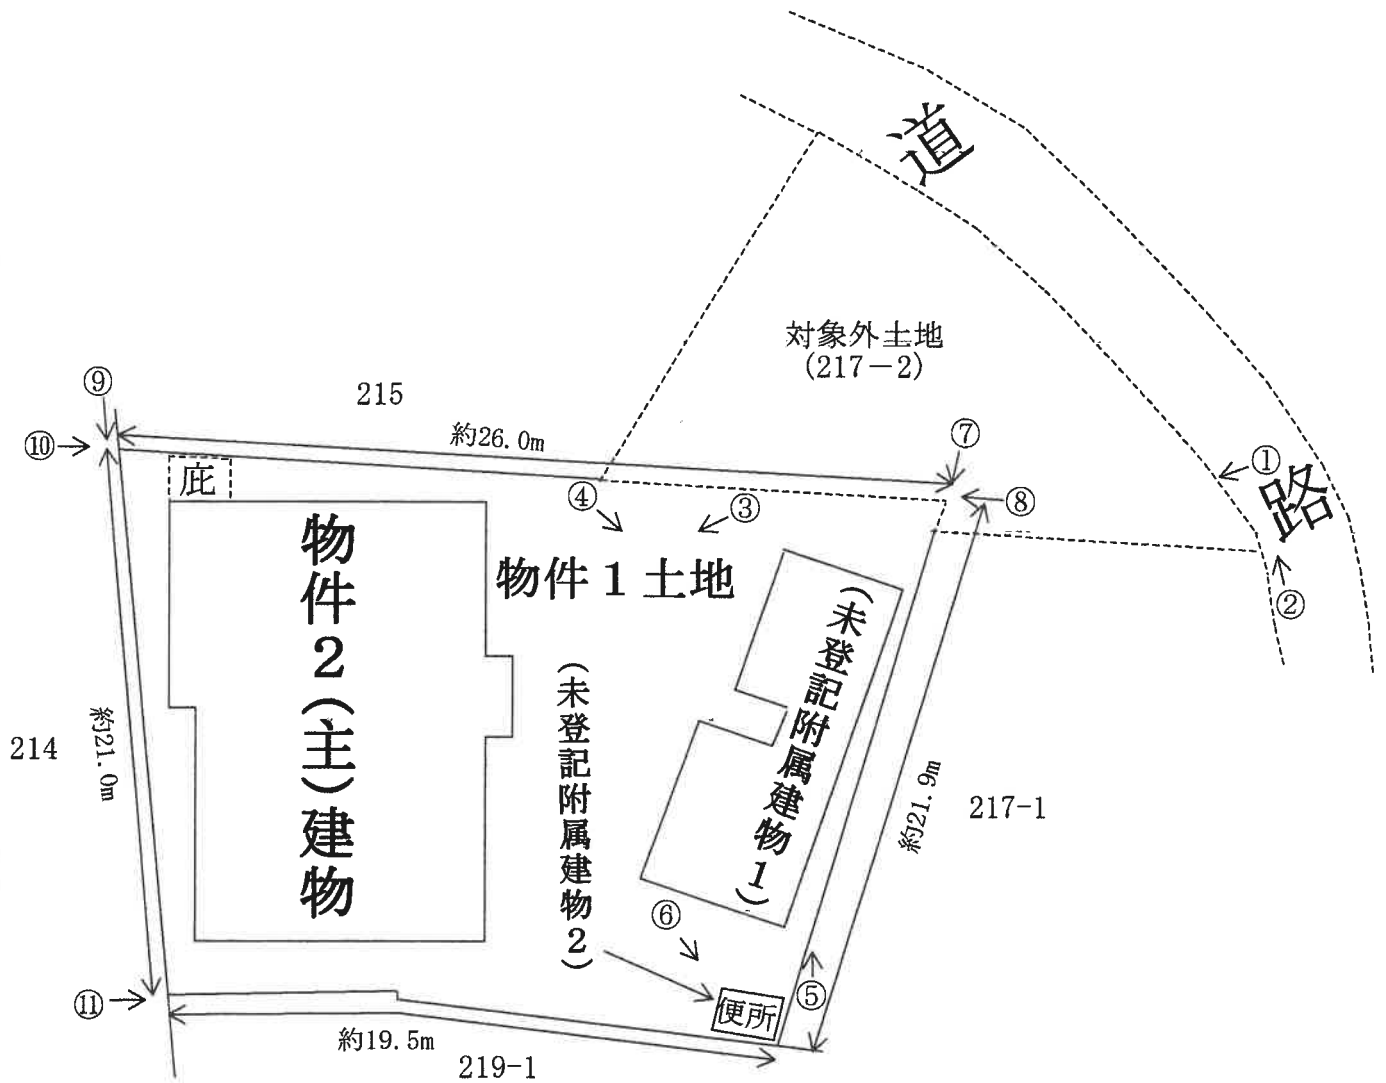 道
路
対象外土地
(217-2)
⑨
215
⑩
約26.0m
⑦
①
庇
④
③
⑧
物件1土地
②
物件2(主)建物
(未登記附属建物1)
(未登記附属建物2)
214
約21.0m
約21.9m
217-1
⑥
⑤
⑪
便所
約19.5m
219-1